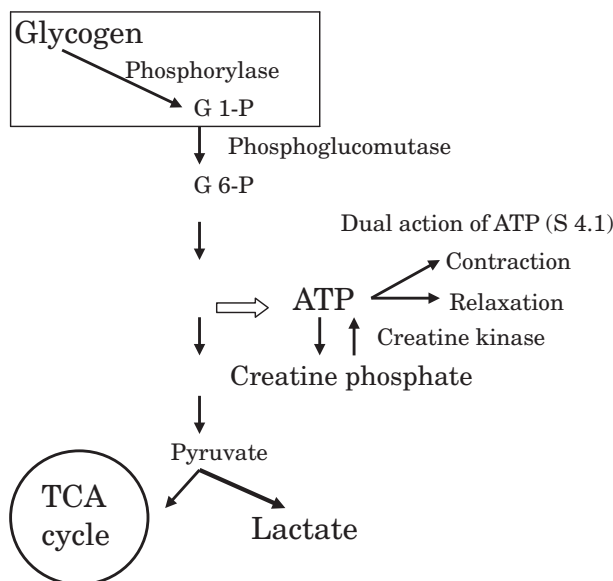 Glycogen
Phosphorylase
G 1-P
Phosphoglucomutase
G 6-P
Dual action of ATP (S 4.1)
Contraction
ATP
Relaxation
Creatine kinase
Creatine phosphate
Pyruvate
TCA
cycle
Lactate